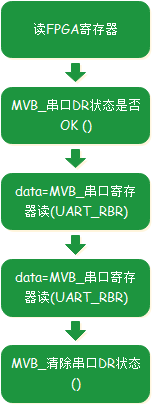 读FPGA寄存器
MVB_串口DR状态是否
OK ()
data=MVB_串口寄存
器读(UART_RBR)
data=MVB_串口寄存
器读(UART_RBR)
MVB_清除串口DR状态
()